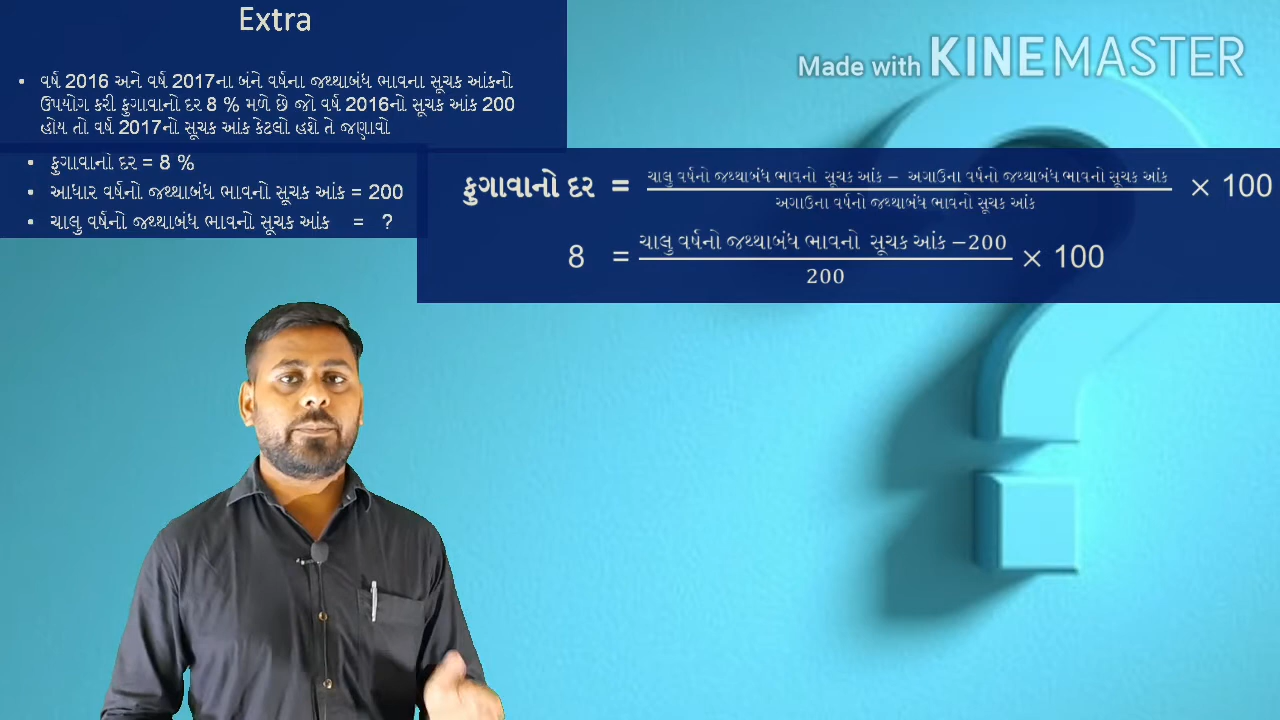 Extra
Made with KINEMASTER
• વર્ષ 2016 અને વર્ષ 2017ના બંને વર્ષના જથ્થાબંધ ભાવના સૂચક આંકનો
ઉપયોગ કરી ફુગાવાનો દર 8 % મળે છે જો વર્ષ 2016નો સૂચક આંક 200
હોય તો વર્ષ 2017નો સૂચક આંક કેટલો હશે તે જણાવો
• ફુગાવાનો દર = 8 %
• આધાર વર્ષનો જથ્થાબંધ ભાવનો સૂચક આંક = 200
• ચાલુ વર્ષનો જથ્થાબંધ ભાવનો સૂચક આંક = ?
ચાલુ વર્ષનો જથ્થાબંધ ભાવનો સૂચક આંક − અગાઉના વર્ષનો જથ્થાબંધ ભાવનો સૂચક આંક
ફુગાવાનો દર = × 100
અગાઉના વર્ષનો જથ્થાબંધ ભાવનો સૂચક આંક
ચાલુ વર્ષનો જથ્થાબંધ ભાવનો સૂચક આંક −200
8 = × 100
200